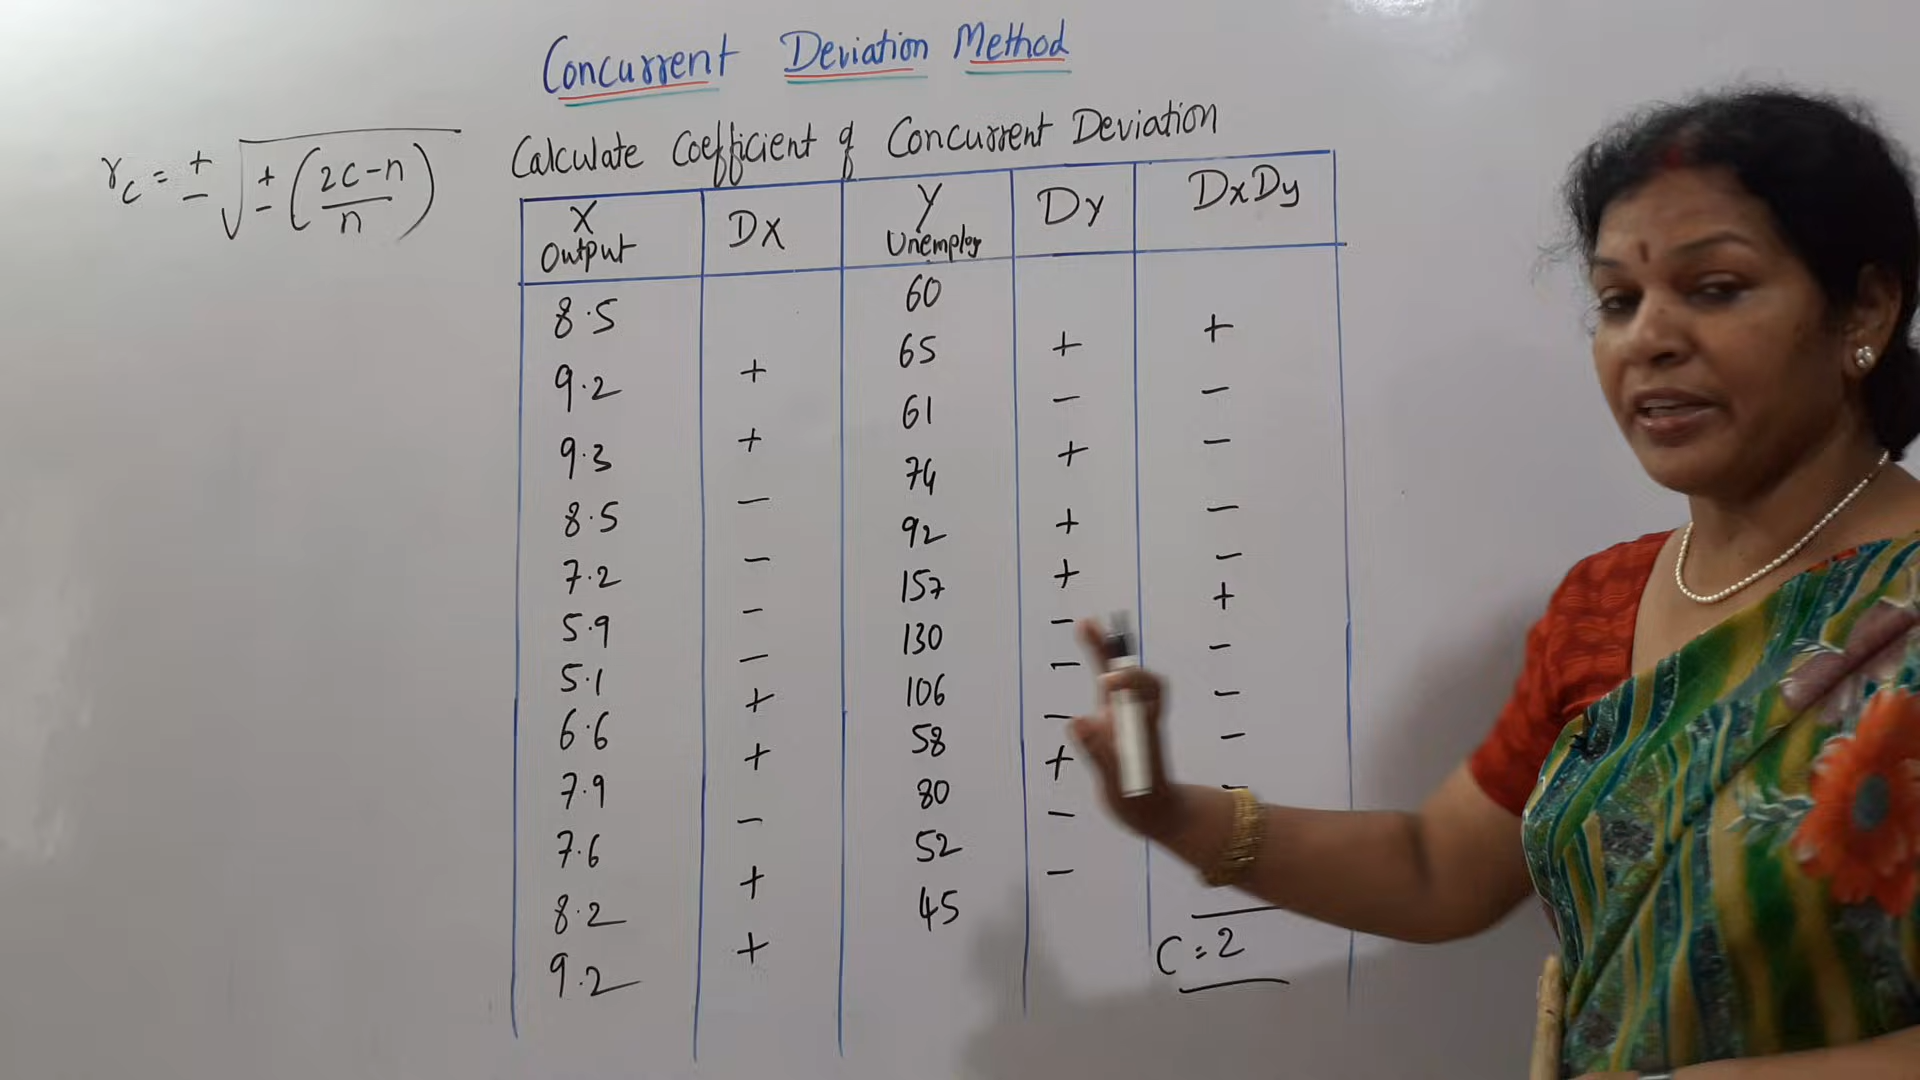 Concurrent Deviation Method
Calculate Coefficient of Concurrent Deviation
rc = ± √ ± (2c-n / n)
X Output DX Y Unemploy Dy DxDy
8.5 60
9.2 + 65 + +
9.3 + 61 - -
8.5 - 74 + -
7.2 - 92 + -
5.9 - 157 + -
5.1 - 130 - +
6.6 + 106 - -
7.9 + 58 - -
7.6 - 80 + -
8.2 + 52 - -
9.2 + 45 -
C = 2